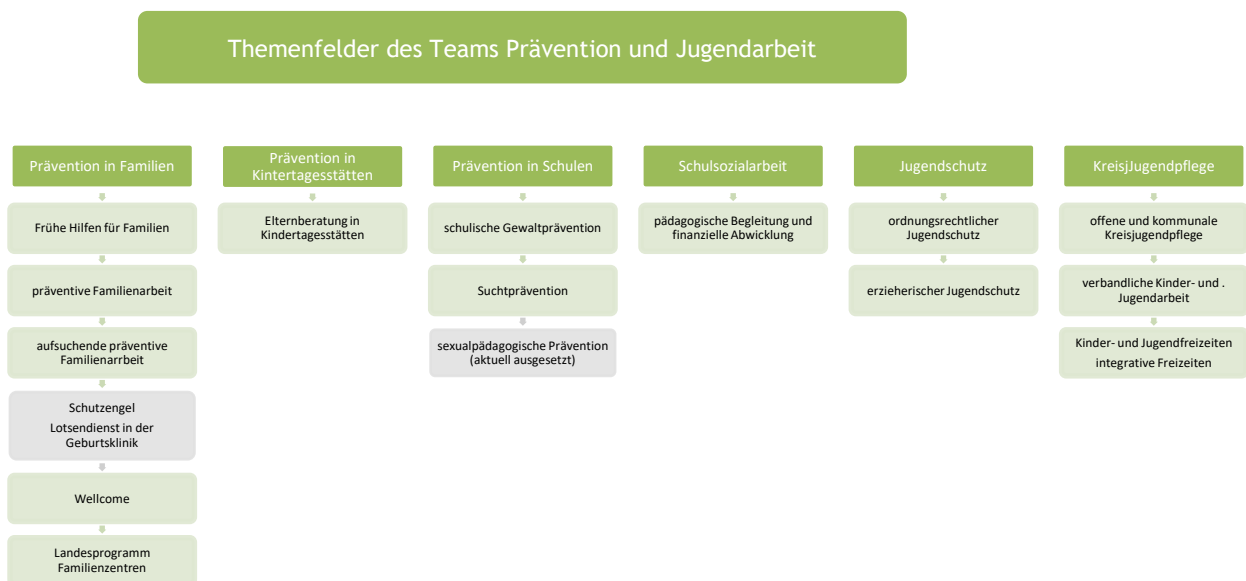 Themenfelder des Teams Prävention und Jugendarbeit
Prävention in Familien
Frühe Hilfen für Familien
präventive Familienarbeit
aufsuchende präventive
Familienarrbeit
Schutzengel
Lotsendienst in der
Geburtsklinik
Wellcome
Landesprogramm
Familienzentren
Prävention in
Kintertagesstätten
Elternberatung in
Kindertagesstätten
Prävention in Schulen
schulische Gewaltprävention
Suchtprävention
sexualpädagogische Prävention
(aktuell ausgesetzt)
Schulsozialarbeit
pädagogische Begleitung und
finanzielle Abwicklung
Jugendschutz
ordnungsrechtlicher
Jugendschutz
erzieherischer Jugendschutz
KreisjJugendpflege
offene und kommunale
Kreisjugendpflege
verbandliche Kinder- und .
Jugendarbeit
Kinder- und Jugendfreizeiten
integrative Freizeiten